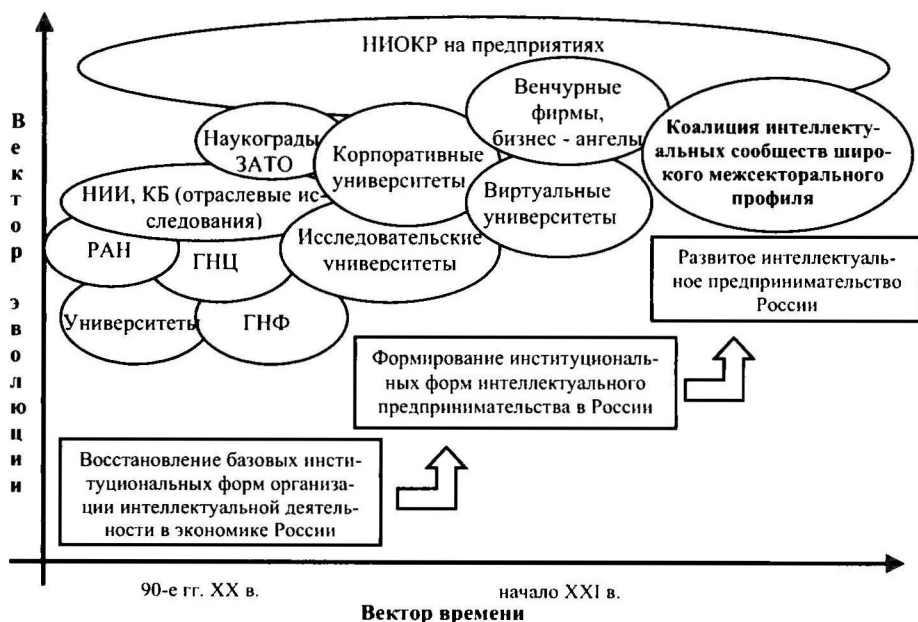 НИОКР на предприятиях
Венчурные
фирмы,
бизнес - ангелы
Наукограды
ЗАТО
Корпоративные
университеты
Коалиция интеллекту-
альных сообществ широ-
кого межсекторального
профиля
НИИ, КБ (отраслевые ис-
следования)
Виртуальные
университеты
РАН
ГНЦ
Исследовательские
университеты
Университеты
ГНФ
Развитое интеллектуаль-
ное предпринимательство
России
Формирование институциональ-
ных форм интеллектуального
предпринимательства в России
Восстановление базовых инсти-
туциональных форм организа-
ции интеллектуальной деятель-
ности в экономике России
Вектор эволюции
90-е гг. XX в.
начало XXI в.
Вектор времени